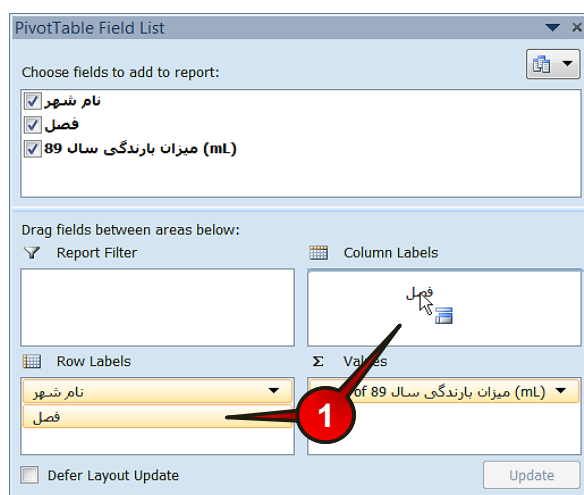 PivotTable Field List
Choose fields to add to report:
نام شهر
فصل
میزان بارندگی سال 89 (mL)
Drag fields between areas below:
Report Filter
Column Labels
فصل
Row Labels
Σ Values
نام شهر
of میزان بارندگی سال 89 (mL)
فصل
1
Defer Layout Update
Update